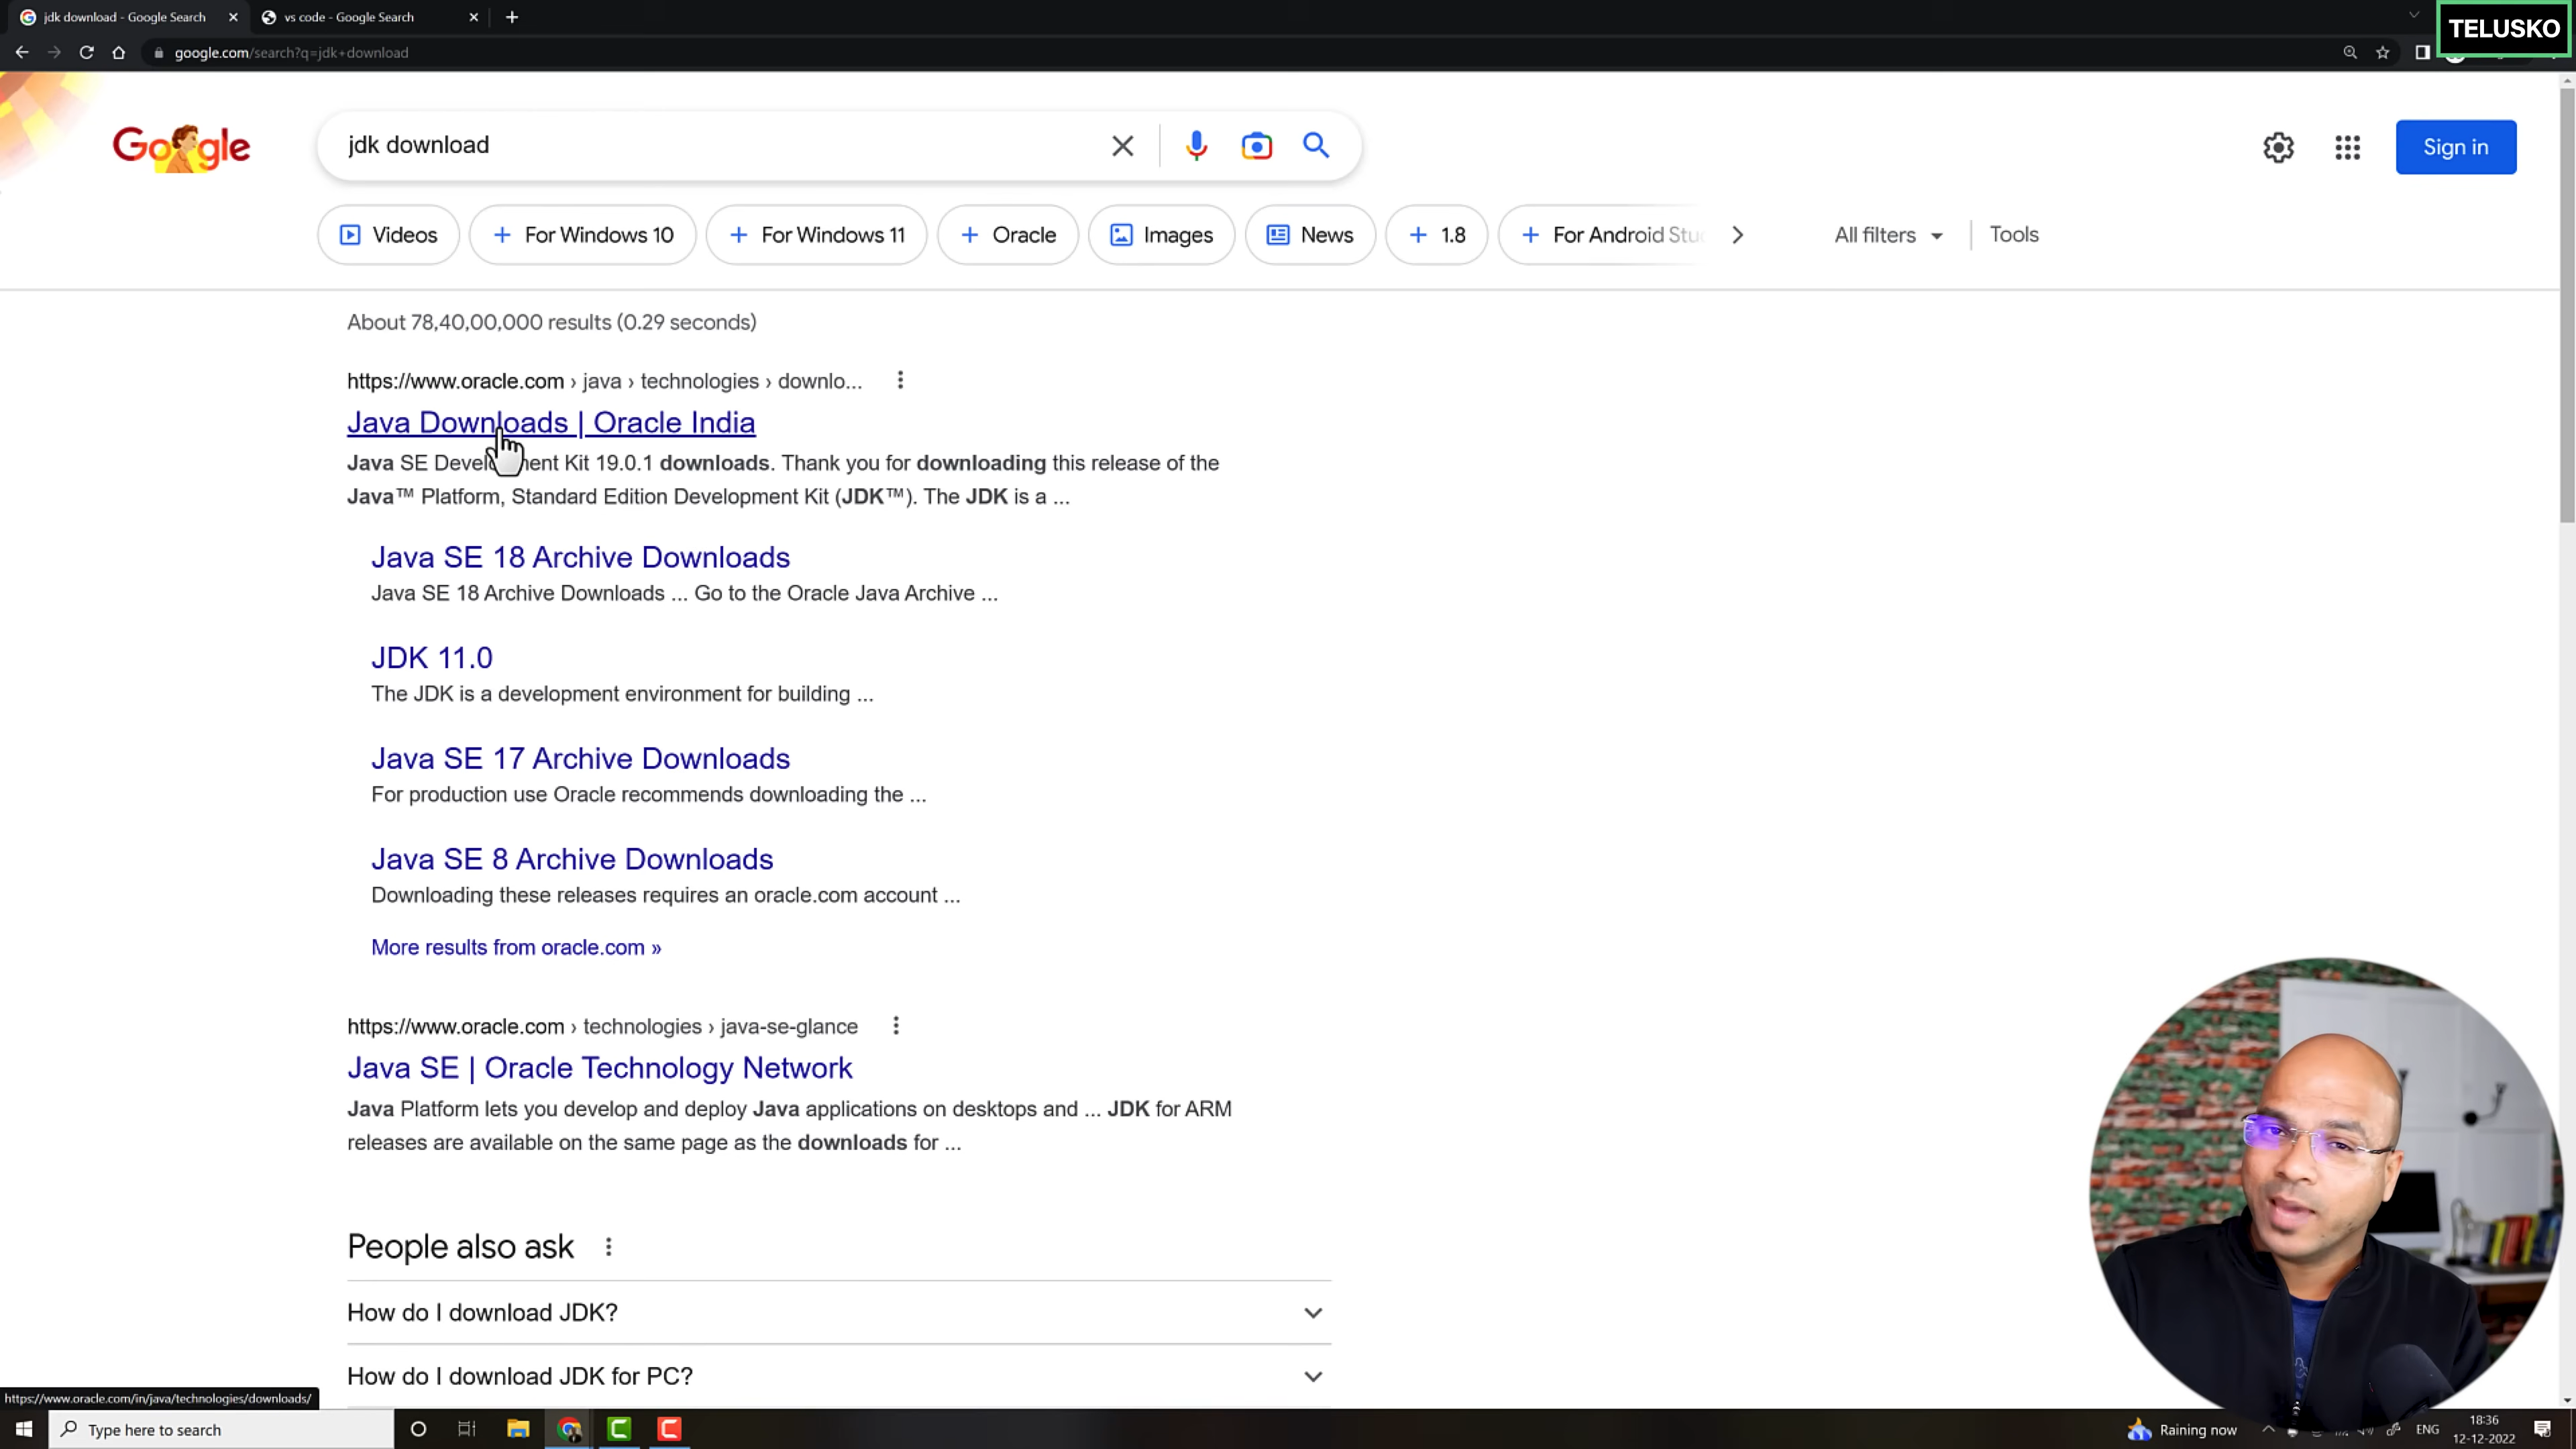 jdk download - Google Search
vs code - Google Search
TELUSKO
google.com/search?q=jdk+download
Google
jdk download
Sign in
Videos
For Windows 10
For Windows 11
Oracle
Images
News
1.8
For Android Stu
All filters
Tools
About 78,40,00,000 results (0.29 seconds)
https://www.oracle.com › java › technologies › downlo...
Java Downloads | Oracle India
Java SE Development Kit 19.0.1 downloads. Thank you for downloading this release of the
Java™ Platform, Standard Edition Development Kit (JDK™). The JDK is a ...
Java SE 18 Archive Downloads
Java SE 18 Archive Downloads ... Go to the Oracle Java Archive ...
JDK 11.0
The JDK is a development environment for building ...
Java SE 17 Archive Downloads
For production use Oracle recommends downloading the ...
Java SE 8 Archive Downloads
Downloading these releases requires an oracle.com account ...
More results from oracle.com »
https://www.oracle.com › technologies › java-se-glance
Java SE | Oracle Technology Network
Java Platform lets you develop and deploy Java applications on desktops and ... JDK for ARM
releases are available on the same page as the downloads for ...
People also ask
How do I download JDK?
How do I download JDK for PC?
https://www.oracle.com/in/java/technologies/downloads/
Type here to search
Raining now
ENG
18:36
12-12-2022